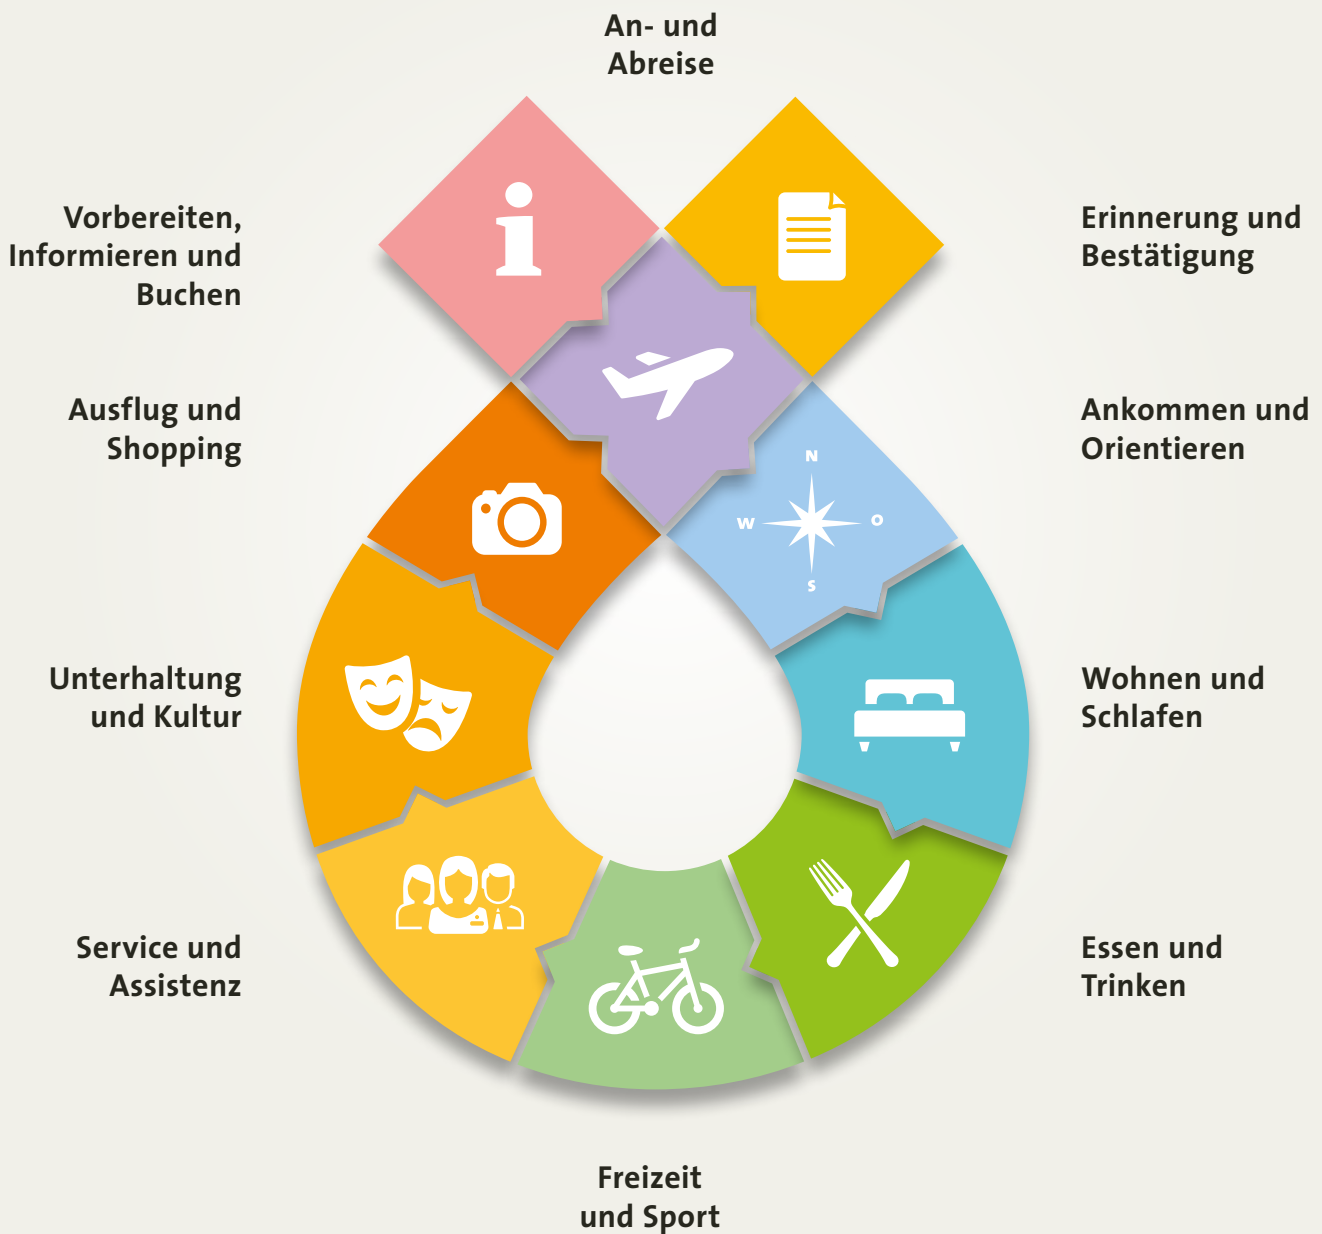 An- und
Abreise
Vorbereiten,
Informieren und
Buchen
Erinnerung und
Bestätigung
Ausflug und
Shopping
Ankommen und
Orientieren
N
W
O
S
Unterhaltung
und Kultur
Wohnen und
Schlafen
Service und
Assistenz
Essen und
Trinken
Freizeit
und Sport